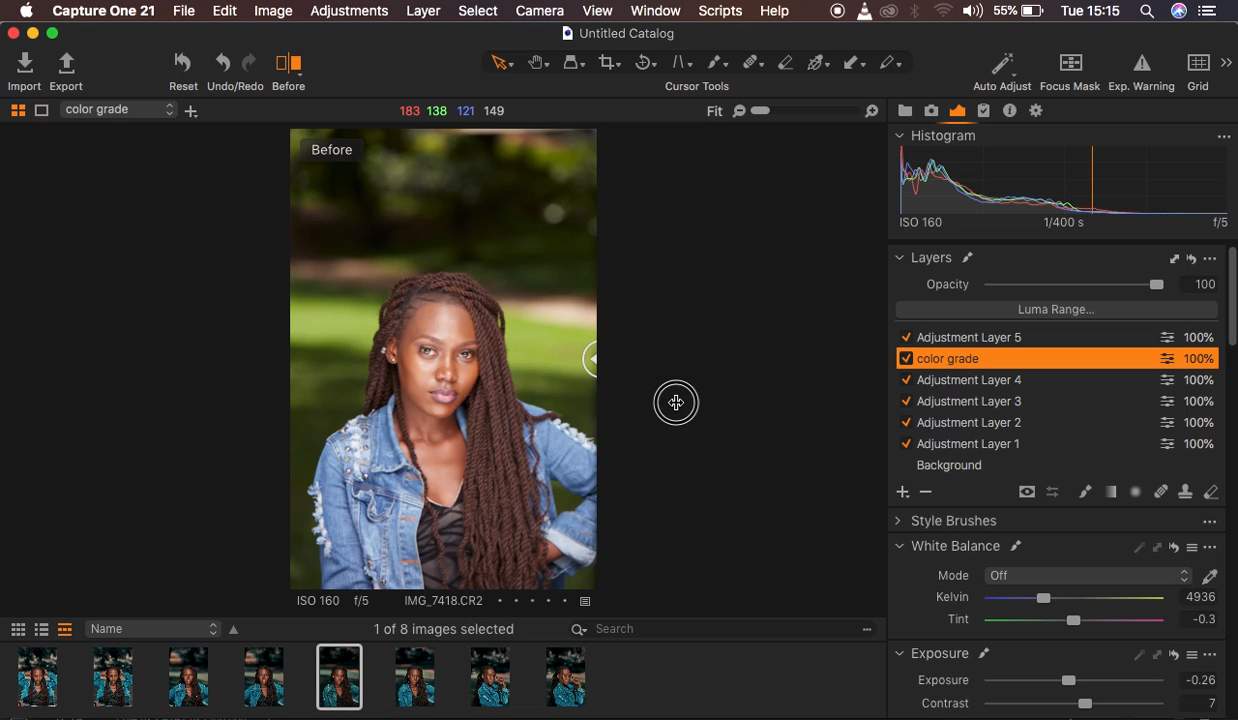 Capture One 21 File Edit Image Adjustments Layer Select Camera View Window Scripts Help 55% Tue 15:15
Untitled Catalog
Import Export Reset Undo/Redo Before Cursor Tools Auto Adjust Focus Mask Exp. Warning Grid
color grade 183 138 121 149 Fit
Before
Histogram
ISO 160 1/400 s f/5
Layers
Opacity 100
Luma Range...
Adjustment Layer 5 100%
color grade 100%
Adjustment Layer 4 100%
Adjustment Layer 3 100%
Adjustment Layer 2 100%
Adjustment Layer 1 100%
Background
Style Brushes
White Balance
Mode Off
Kelvin 4936
Tint -0.3
ISO 160 f/5 IMG_7418.CR2
Name 1 of 8 images selected Search
Exposure
Exposure -0.26
Contrast 7